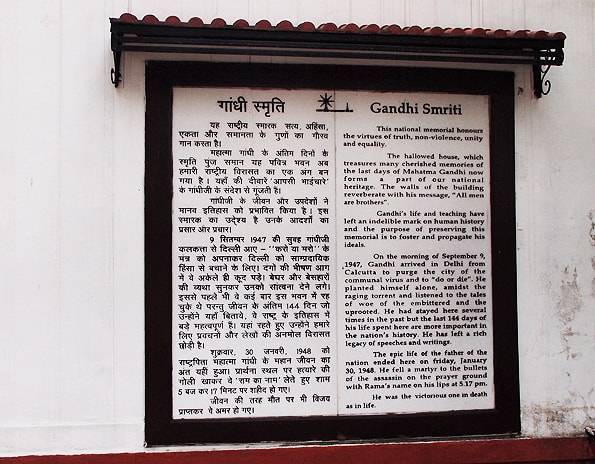 गांधी स्मृति
यह राष्ट्रीय स्मारक सत्य, अहिंसा,
एकता और समानता के गुणों का गौरव
गान करता है।
महात्मा गांधी के अंतिम दिनों के
स्मृति पुंज समान यह पवित्र भवन अब
हमारी राष्ट्रीय विरासत का एक अंग बन
गया है। यहाँ की दीवारें 'आपसी भाईचारे'
के गांधीजी के संदेश से गूंजती है।
गांधीजी के जीवन और उपदेशों ने
मानव इतिहास को प्रभावित किया है। इस
स्मारक का उद्देश्य है उनके आदर्शों का
प्रसार और प्रचार।
9 सितम्बर 1947 की सुबह गांधीजी
कलकत्ता से दिल्ली आए – "करो या मरो" के
मंत्र को अपनाकर दिल्ली को साम्प्रदायिक
हिंसा से बचाने के लिए। दंगों की भीषण आग
में वे अकेले ही कूद पड़े। बेघर और बेसहारों
की व्यथा सुनकर उनको सांत्वना देने लगे।
इससे पहले भी वे कई बार इस भवन में रह
चुके थे परन्तु जीवन के अंतिम 144 दिन जो
उन्होंने यहाँ बिताये, वे राष्ट्र के इतिहास में
बड़े महत्वपूर्ण हैं। यहां रहते हुए उन्होंने हमारे
लिए प्रवचनों और लेखों की अनमोल विरासत
छोड़ी है।
शुक्रवार, 30 जनवरी, 1948 को
राष्ट्रपिता महात्मा गांधी के महान जीवन का
अंत यहीं हुआ। प्रार्थना स्थल पर हत्यारे की
गोली खाकर वे 'राम का नाम' लेते हुए शाम
5 बज कर 17 मिनट पर शहीद हो गए।
जीवन की तरह मौत पर भी विजय
प्राप्तकर वे अमर हो गए।
Gandhi Smriti
This national memorial honours
the virtues of truth, non-violence, unity
and equality.
The hallowed house, which
treasures many cherished memories of
the last days of Mahatma Gandhi now
forms a part of our national
heritage. The walls of the building
reverberate with his message, "All men
are brothers".
Gandhi's life and teaching have
left an indelible mark on human history
and the purpose of preserving this
memorial is to foster and propagate his
ideals.
On the morning of September 9,
1947, Gandhi arrived in Delhi from
Calcutta to purge the city of the
communal virus and to "do or die". He
planted himself alone, amidst the
raging torrent and listened to the tales
of woe of the embittered and the
uprooted. He had stayed here several
times in the past but the last 144 days of
his life spent here are more important in
the nation's history. He has left a rich
legacy of speeches and writings.
The epic life of the father of the
nation ended here on friday, January
30, 1948. He fell a martyr to the bullets
of the assassin on the prayer ground
with Rama's name on his lips at 5.17 pm.
He was the victorious one in death
as in life.